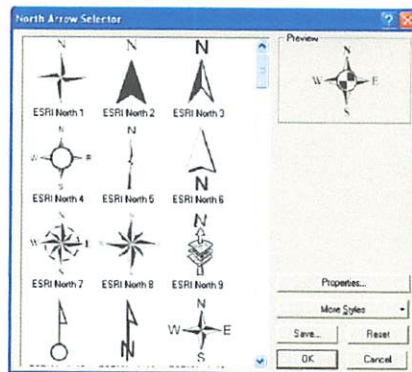 North Arrow Selector
N
N
N
ESRI North 1
ESRI North 2
ESRI North 3
N
W E
S
N
S
N
ESRI North 4
ESRI North 5
ESRI North 6
N
W E
S
N
S
N
ESRI North 7
ESRI North 8
ESRI North 9
N
N
W E
S
Preview
N
W E
S
Properties...
More Styles
Save...
Reset
OK
Cancel